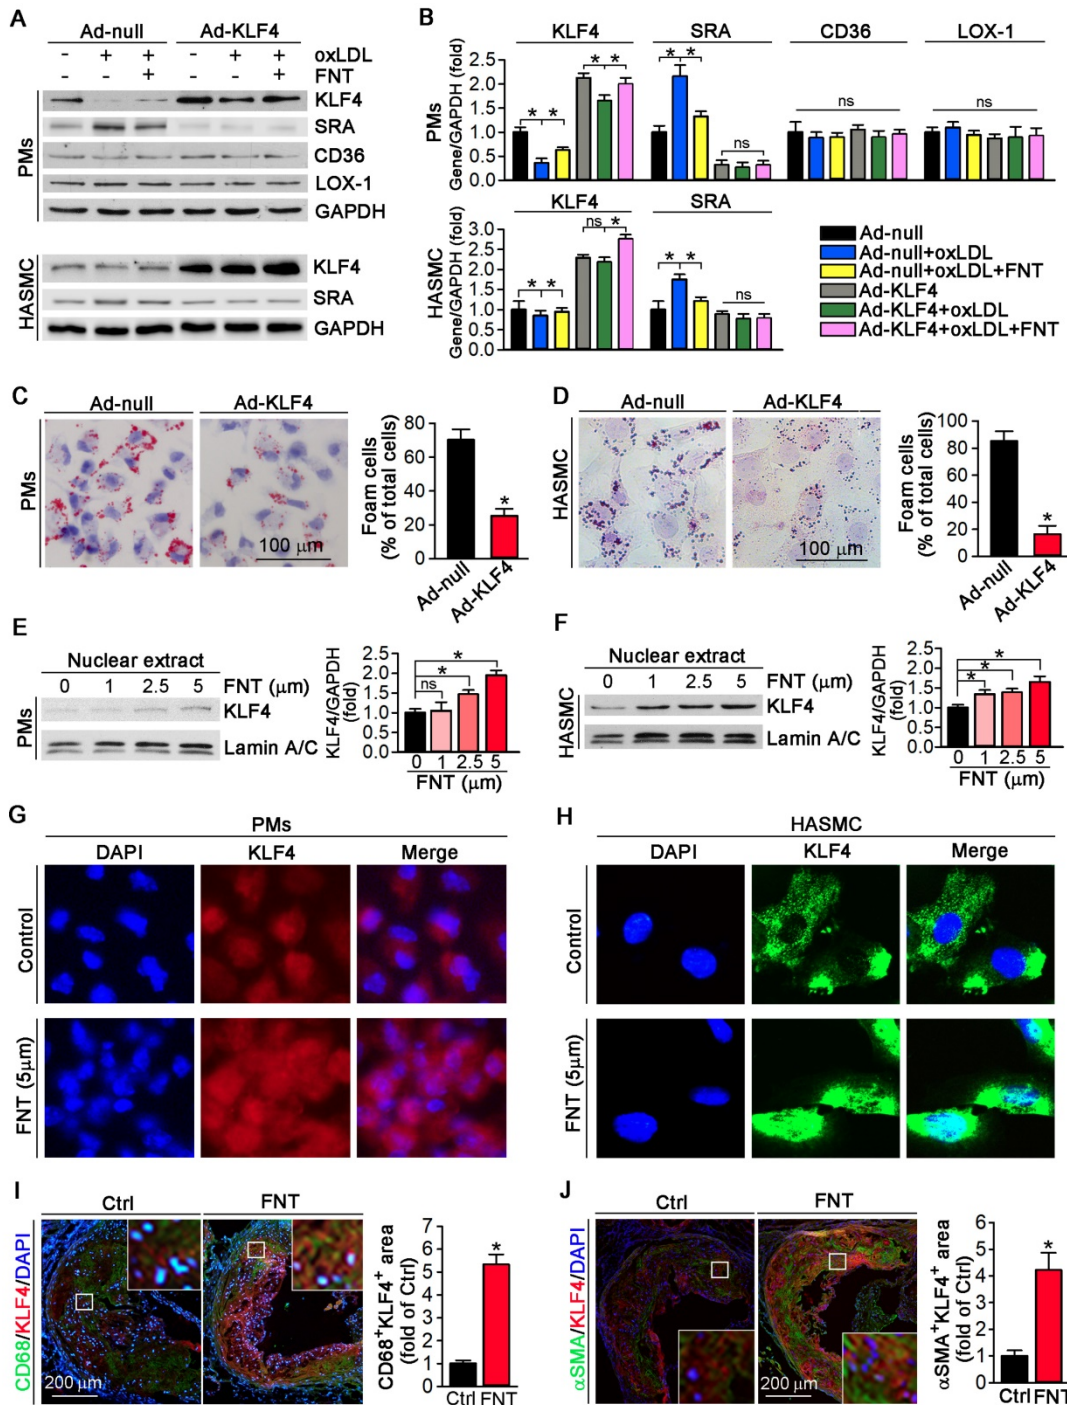 A
Ad-null Ad-KLF4
- + + - + + oxLDL
+ + FNT
PMs
KLF4
SRA
CD36
LOX-1
GAPDH
HASMC
KLF4
SRA
GAPDH
B
KLF4 SRA CD36 LOX-1
PMs
Gene/GAPDH (fold)
2.5
2.0
1.5
1.0
0.5
0.0
* * * * * * ns ns ns
KLF4 SRA
HASMC
Gene/GAPDH (fold)
3.0
2.5
2.0
1.5
1.0
0.5
0.0
* * ns * * * ns
Ad-null
Ad-null+oxLDL
Ad-null+oxLDL+FNT
Ad-KLF4
Ad-KLF4+oxLDL
Ad-KLF4+oxLDL+FNT
C
Ad-null Ad-KLF4
PMs
100 μm
Foam cells
(% of total cells)
80
60
40
20
0
*
Ad-null
Ad-KLF4
D
Ad-null Ad-KLF4
HASMC
100 μm
Foam cells
(% of total cells)
100
80
60
40
20
0
*
Ad-null
Ad-KLF4
E
Nuclear extract
0 1 2.5 5 FNT (μm)
PMs
KLF4
Lamin A/C
KLF4/GAPDH
(fold)
2.5
2.0
1.5
1.0
0.5
0.0
*
*
ns
0 1 2.5 5
FNT (μm)
F
Nuclear extract
0 1 2.5 5 FNT (μm)
HASMC
KLF4
Lamin A/C
KLF4/GAPDH
(fold)
2.5
2.0
1.5
1.0
0.5
0.0
*
*
*
0 1 2.5 5
FNT (μm)
G
PMs
DAPI KLF4 Merge
Control
FNT (5μm)
H
HASMC
DAPI KLF4 Merge
Control
FNT (5μm)
I
Ctrl FNT
CD68/KLF4/DAPI
200 μm
CD68+KLF4+ area
(fold of Ctrl)
7
6
5
4
3
2
1
0
*
Ctrl FNT
J
Ctrl FNT
αSMA/KLF4/DAPI
200 μm
αSMA+KLF4+ area
(fold of Ctrl)
6
5
4
3
2
1
0
*
Ctrl FNT